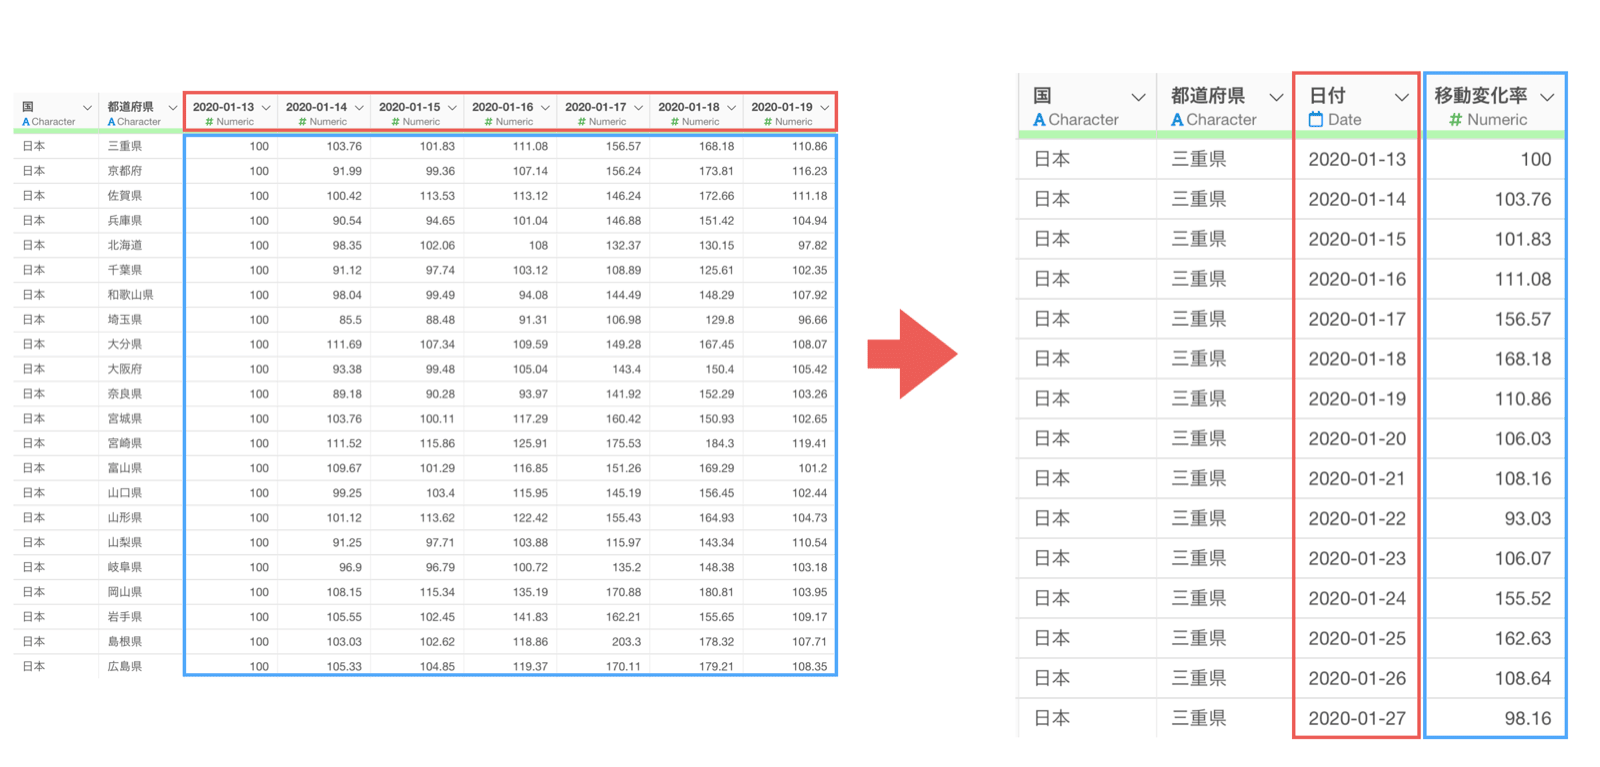 国 都道府県 2020-01-13 2020-01-14 2020-01-15 2020-01-16 2020-01-17 2020-01-18 2020-01-19
A Character A Character # Numeric # Numeric # Numeric # Numeric # Numeric # Numeric # Numeric
日本 三重県 100 103.76 101.83 111.08 156.57 168.18 110.86
日本 京都府 100 91.99 99.36 107.14 156.24 173.81 116.23
日本 佐賀県 100 100.42 113.53 113.12 146.24 172.66 111.18
日本 兵庫県 100 90.54 94.65 101.04 146.88 151.42 104.94
日本 北海道 100 98.35 102.06 108 132.37 130.15 97.82
日本 千葉県 100 91.12 97.74 103.12 108.89 125.61 102.35
日本 和歌山県 100 98.04 99.49 94.08 144.49 148.29 107.92
日本 埼玉県 100 85.5 88.48 91.31 106.98 129.8 96.66
日本 大分県 100 111.69 107.34 109.59 149.28 167.45 108.07
日本 大阪府 100 93.38 99.48 105.04 143.4 150.4 105.42
日本 奈良県 100 89.18 90.28 93.97 141.92 152.29 103.26
日本 宮城県 100 103.76 100.11 117.29 160.42 150.93 102.65
日本 宮崎県 100 111.52 115.86 125.91 175.53 184.3 119.41
日本 富山県 100 109.67 101.29 116.85 151.26 169.29 101.2
日本 山口県 100 99.25 103.4 115.95 145.19 156.45 102.44
日本 山形県 100 101.12 113.62 122.42 155.43 164.93 104.73
日本 山梨県 100 91.25 97.71 103.88 115.97 143.34 110.54
日本 岐阜県 100 96.9 96.79 100.72 135.2 148.38 103.18
日本 岡山県 100 108.15 115.34 135.19 170.88 180.81 103.95
日本 岩手県 100 105.55 102.45 141.83 162.21 155.65 109.17
日本 島根県 100 103.03 102.62 118.86 203.3 178.32 107.71
日本 広島県 100 105.33 104.85 119.37 170.11 179.21 108.35
国 都道府県 日付 移動変化率
A Character A Character Date # Numeric
日本 三重県 2020-01-13 100
日本 三重県 2020-01-14 103.76
日本 三重県 2020-01-15 101.83
日本 三重県 2020-01-16 111.08
日本 三重県 2020-01-17 156.57
日本 三重県 2020-01-18 168.18
日本 三重県 2020-01-19 110.86
日本 三重県 2020-01-20 106.03
日本 三重県 2020-01-21 108.16
日本 三重県 2020-01-22 93.03
日本 三重県 2020-01-23 106.07
日本 三重県 2020-01-24 155.52
日本 三重県 2020-01-25 162.63
日本 三重県 2020-01-26 108.64
日本 三重県 2020-01-27 98.16